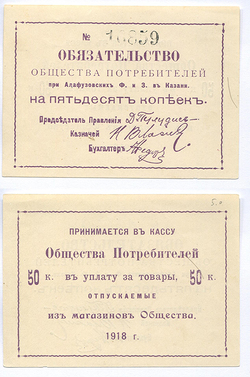 № 10859
ОБЯЗАТЕЛЬСТВО
ОБЩЕСТВА ПОТРЕБИТЕЛЕЙ
при Алафузовскихъ Ф. и З. въ Казани.
НА ПЯТЬДЕСЯТЪ КОПѢЕКЪ.
Предсѣдатель Правленія
Казначей
Бухгалтеръ
ПРИНИМАЕТСЯ ВЪ КАССУ
Общества Потребителей
50 к. въ уплату за товары, 50 к.
ОТПУСКАЕМЫЕ
изъ магазиновъ Общества.
1918 г.